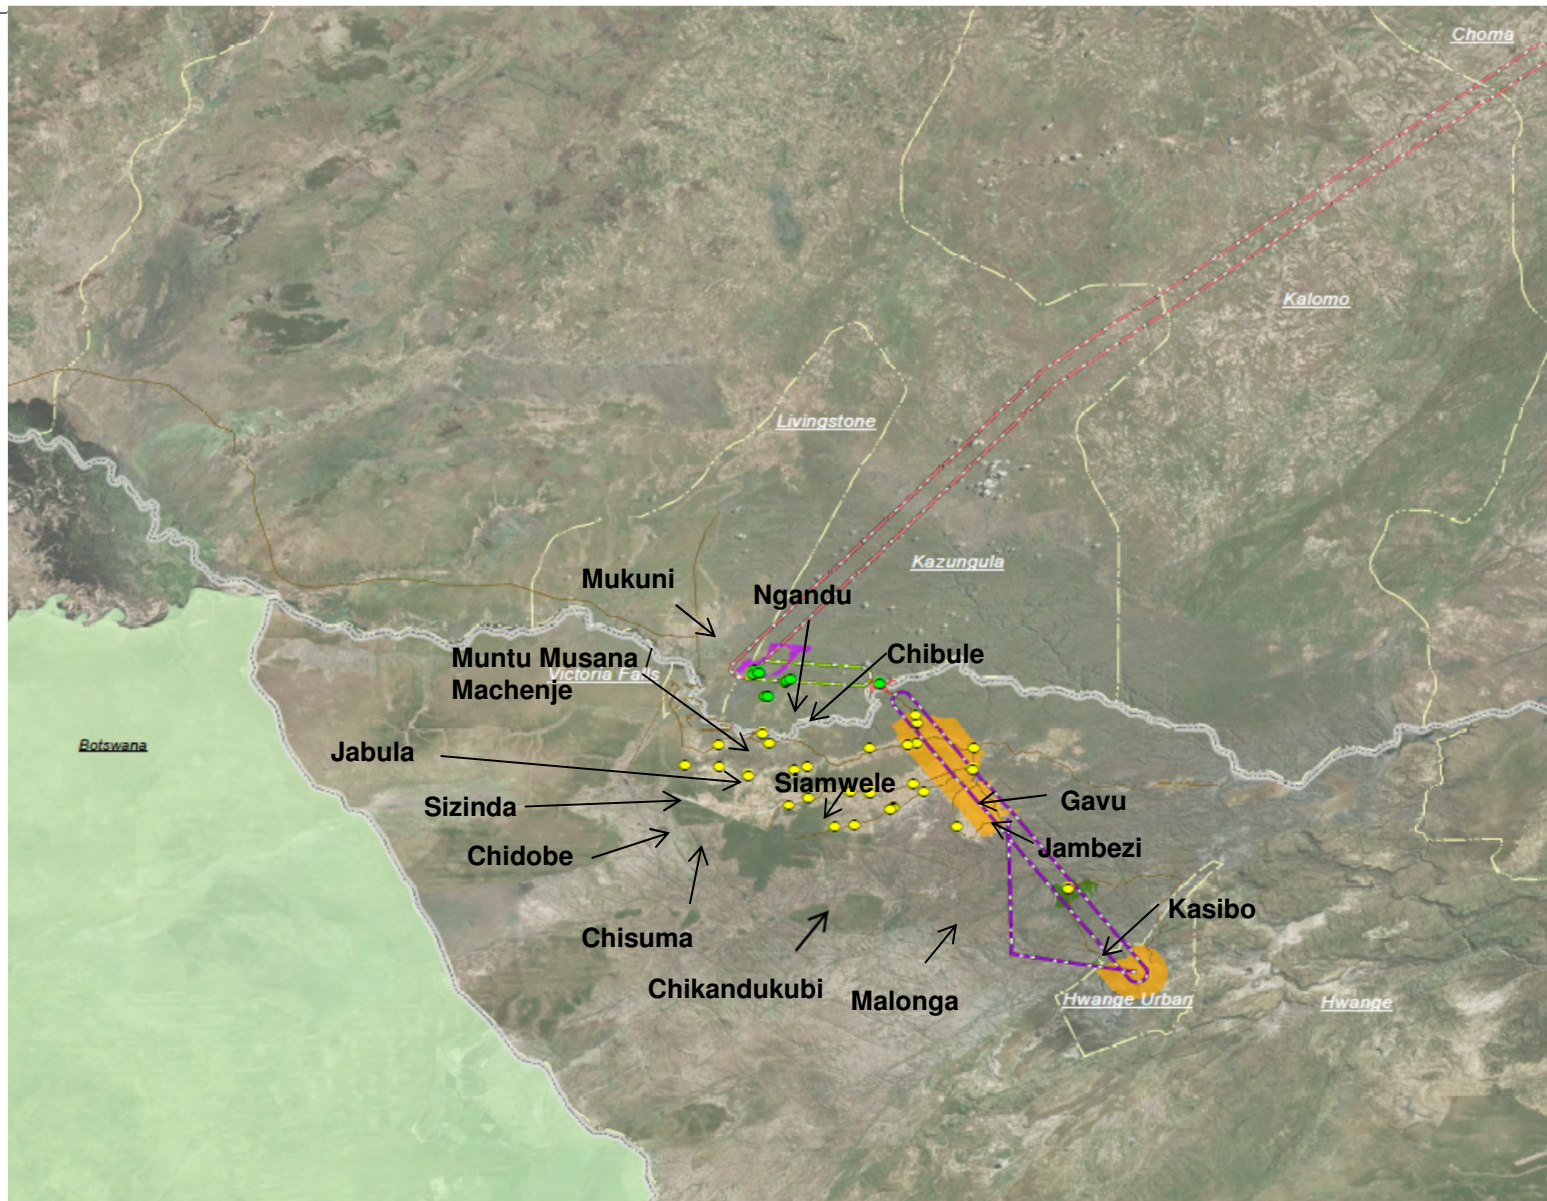 Choma
Kalomo
Livingstone
Kazungula
Mukuni
Ngandu
Muntu Musana /
Machenje
Victoria Falls
Chibule
Botswana
Jabula
Siamwele
Sizinda
Gavu
Chidobe
Jambezi
Kasibo
Chisuma
Chikandukubi
Malonga
Hwange Urban
Hwange